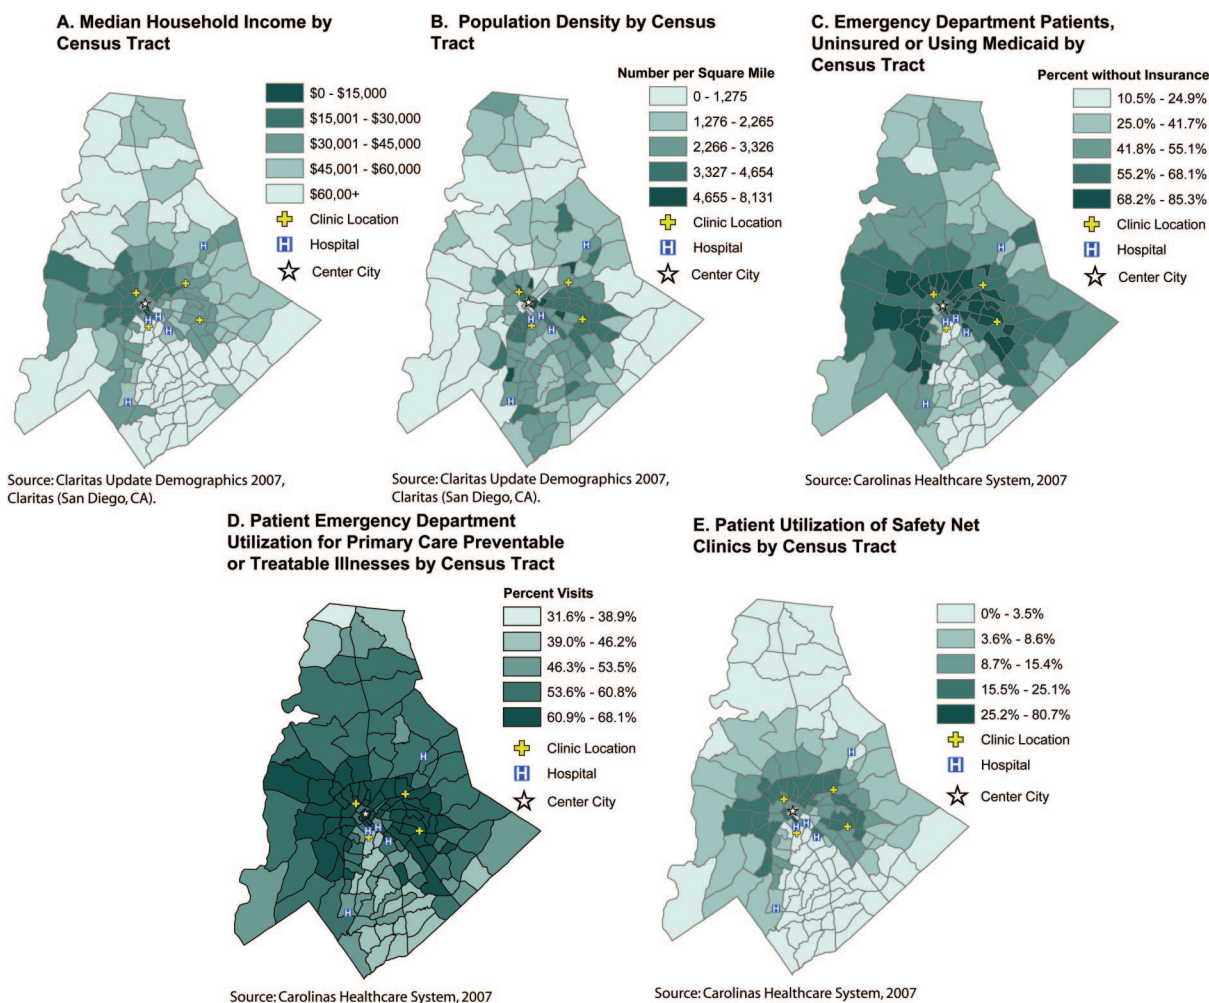 A. Median Household Income by
Census Tract
$0 - $15,000
$15,001 - $30,000
$30,001 - $45,000
$45,001 - $60,000
$60,00+
Clinic Location
H Hospital
Center City
Source: Claritas Update Demographics 2007,
Claritas (San Diego, CA).
B. Population Density by Census
Tract
Number per Square Mile
0 - 1,275
1,276 - 2,265
2,266 - 3,326
3,327 - 4,654
4,655 - 8,131
Clinic Location
H Hospital
Center City
Source: Claritas Update Demographics 2007,
Claritas (San Diego, CA).
C. Emergency Department Patients,
Uninsured or Using Medicaid by
Census Tract
Percent without Insurance
10.5% - 24.9%
25.0% - 41.7%
41.8% - 55.1%
55.2% - 68.1%
68.2% - 85.3%
Clinic Location
H Hospital
Center City
Source: Carolinas Healthcare System, 2007
D. Patient Emergency Department
Utilization for Primary Care Preventable
or Treatable Illnesses by Census Tract
Percent Visits
31.6% - 38.9%
39.0% - 46.2%
46.3% - 53.5%
53.6% - 60.8%
60.9% - 68.1%
Clinic Location
H Hospital
Center City
Source: Carolinas Healthcare System, 2007
E. Patient Utilization of Safety Net
Clinics by Census Tract
0% - 3.5%
3.6% - 8.6%
8.7% - 15.4%
15.5% - 25.1%
25.2% - 80.7%
Clinic Location
H Hospital
Center City
Source: Carolinas Healthcare System, 2007